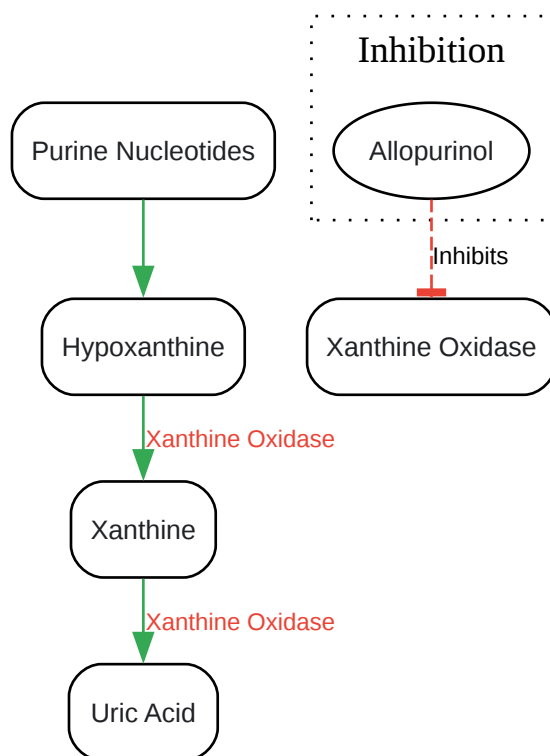 Inhibition
Purine Nucleotides
Allopurinol
Inhibits
Hypoxanthine
Xanthine Oxidase
Xanthine Oxidase
Xanthine
Xanthine Oxidase
Uric Acid